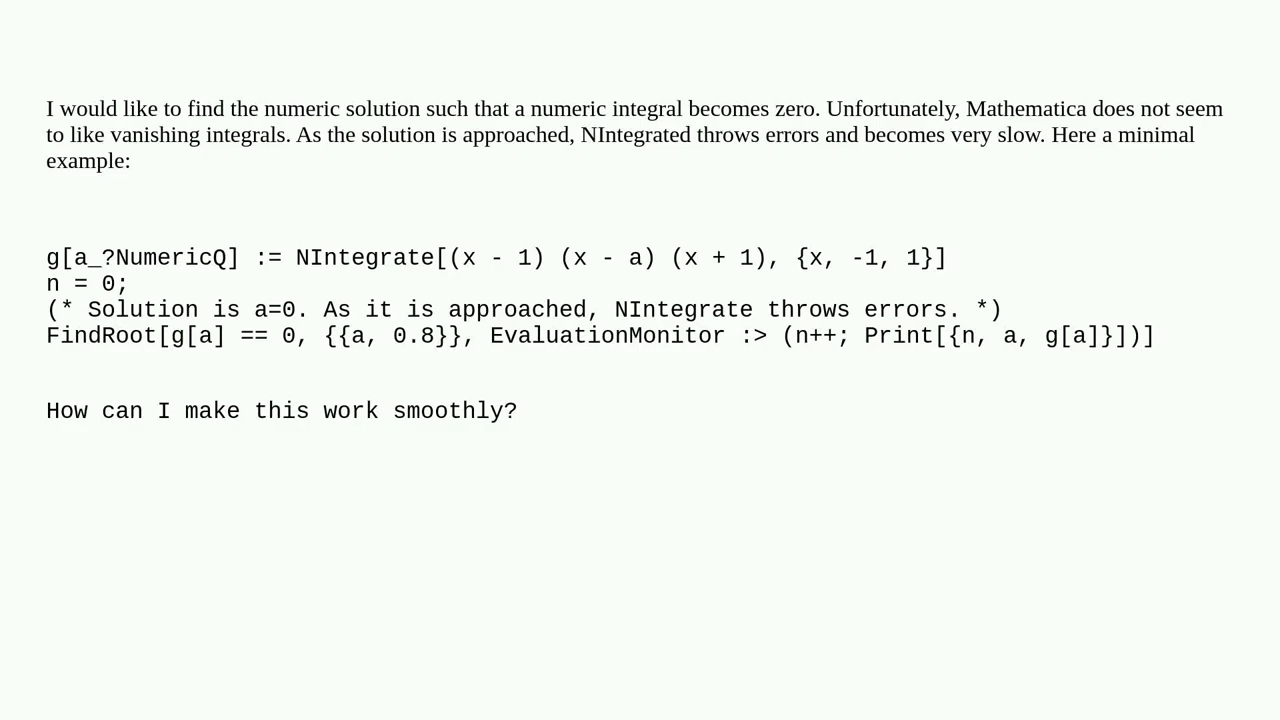 I would like to find the numeric solution such that a numeric integral becomes zero. Unfortunately, Mathematica does not seem
to like vanishing integrals. As the solution is approached, NIntegrated throws errors and becomes very slow. Here a minimal
example:
g[a_?NumericQ] := NIntegrate[(x - 1) (x - a) (x + 1), {x, -1, 1}]
n = 0;
(* Solution is a=0. As it is approached, NIntegrate throws errors. *)
FindRoot[g[a] == 0, {{a, 0.8}}, EvaluationMonitor :> (n++; Print[{n, a, g[a]}])]
How can I make this work smoothly?